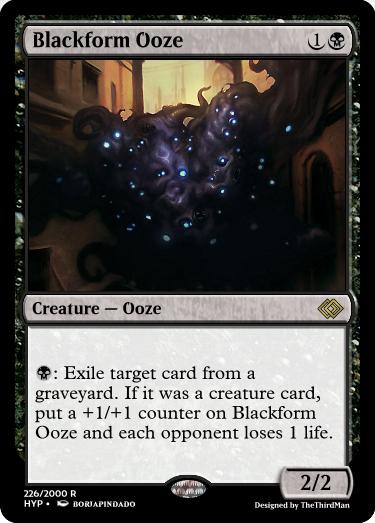 Blackform Ooze 1
Creature — Ooze
: Exile target card from a
graveyard. If it was a creature card,
put a +1/+1 counter on Blackform
Ooze and each opponent loses 1 life.
2/2
226/2000 R
HYP • BORJAPINDADO
Designed by TheThirdMan